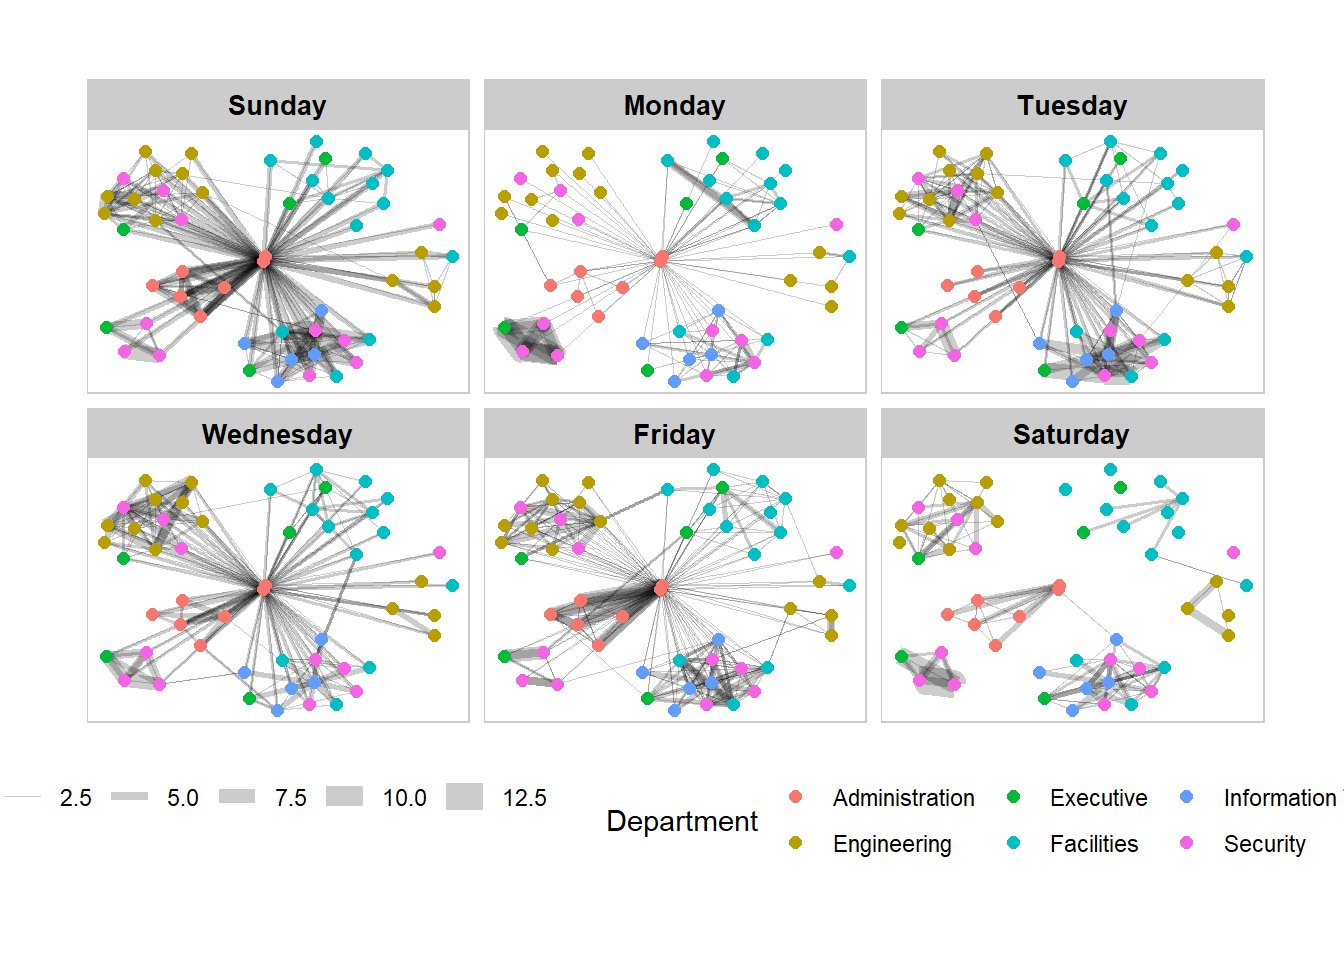 Sunday Monday Tuesday
Wednesday Friday Saturday
2.5 5.0 7.5 10.0 12.5
Department
Administration Executive Information
Engineering Facilities Security